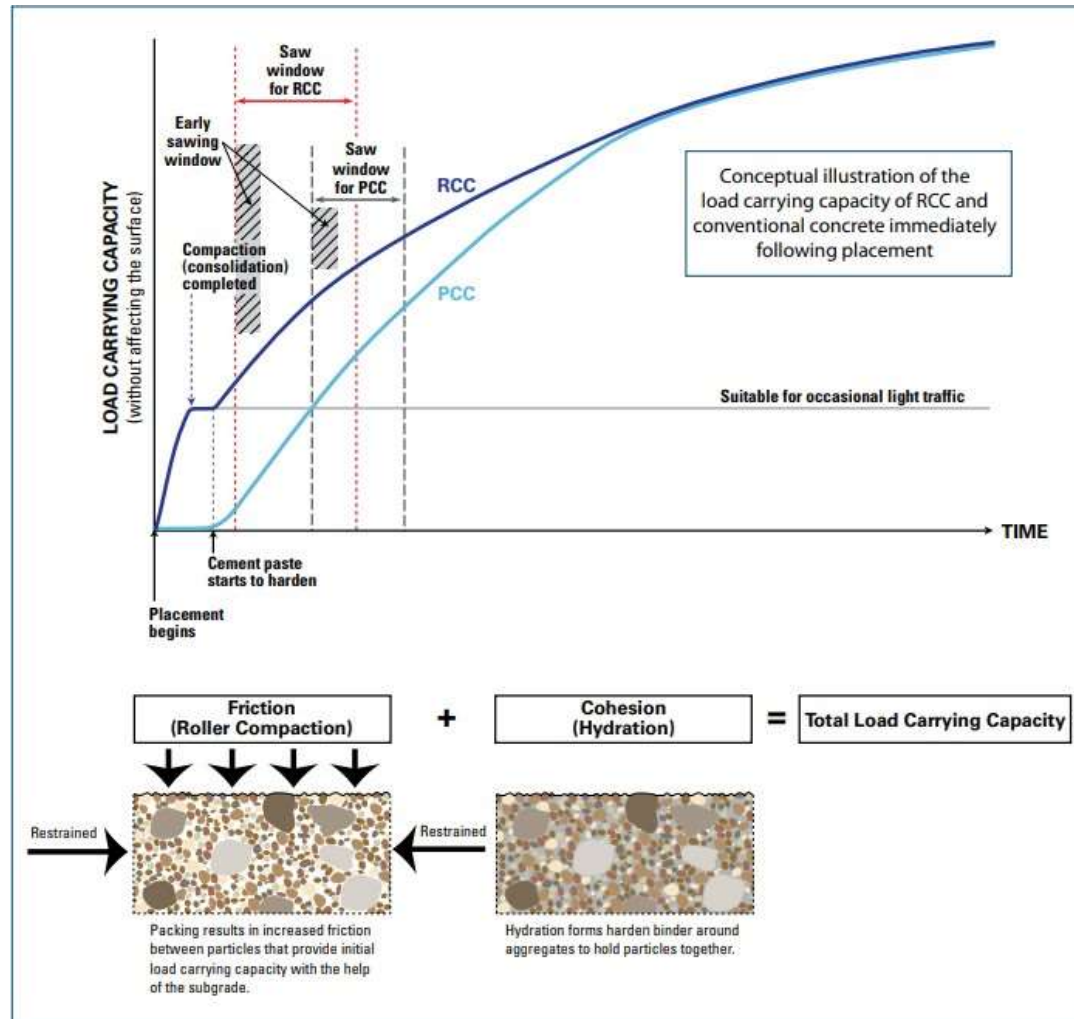 Saw
window
for RCC
Early
sawing
window
Saw
window
for PCC
RCC
Conceptual illustration of the
load carrying capacity of RCC and
conventional concrete immediately
following placement
Compaction
(consolidation)
completed
PCC
LOAD CARRYING CAPACITY
(without affecting the surface)
Suitable for occasional light traffic
TIME
Cement paste
starts to harden
Placement
begins
Friction
(Roller Compaction)
+
Cohesion
(Hydration)
=
Total Load Carrying Capacity
Restrained
Restrained
Packing results in increased friction
between particles that provide initial
load carrying capacity with the help
of the subgrade.
Hydration forms harden binder around
aggregates to hold particles together.